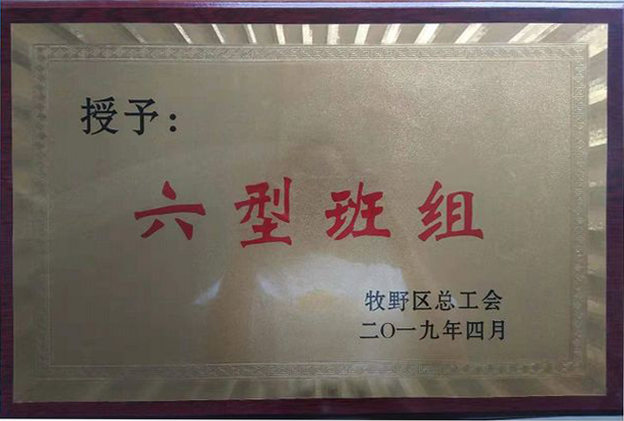 授予：
六型班组
牧野区总工会
二〇一九年四月